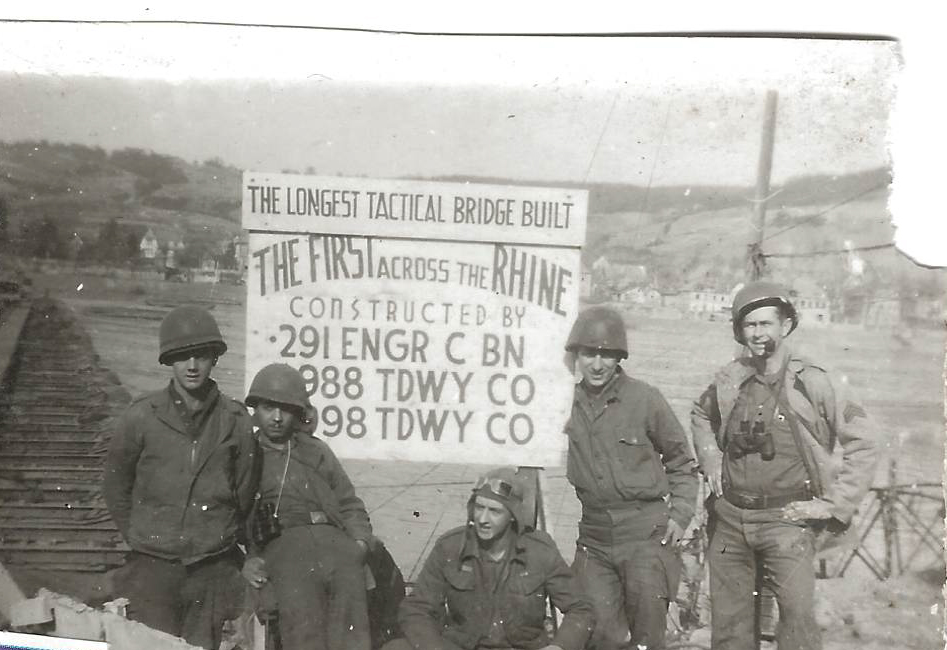 THE LONGEST TACTICAL BRIDGE BUILT
THE FIRST ACROSS THE RHINE
CONSTRUCTED BY
·291 ENGR C BN
988 TDWY CO
998 TDWY CO